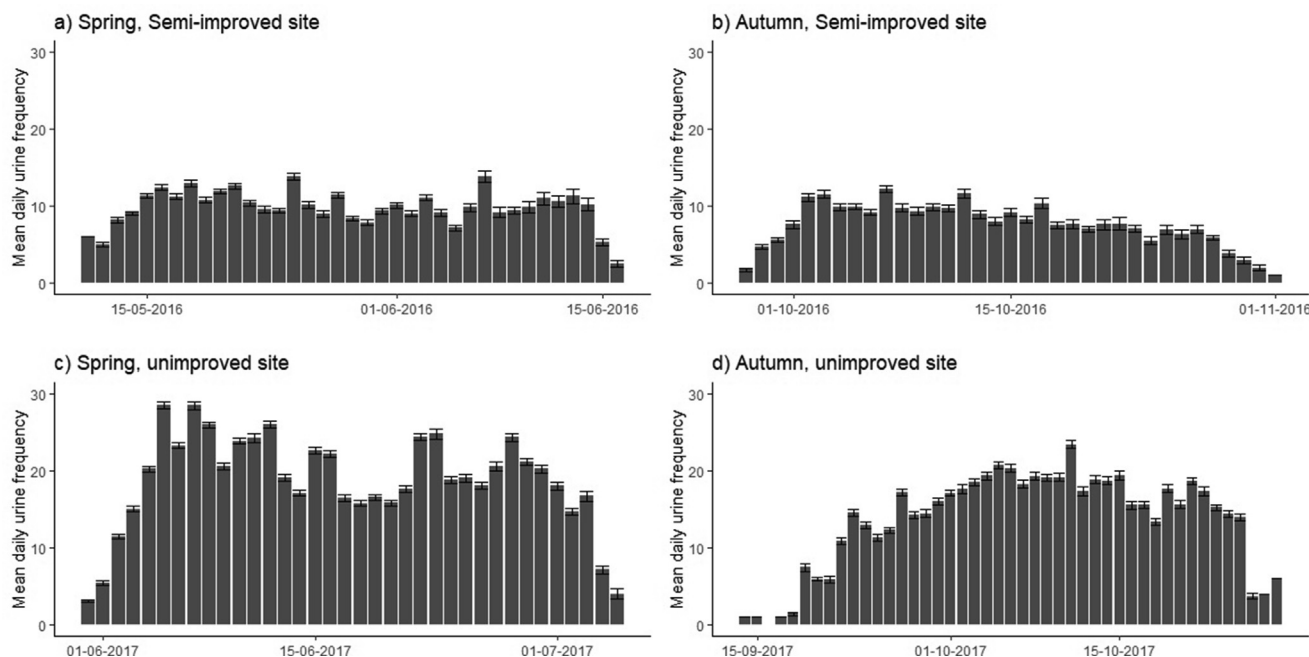 a) Spring, Semi-improved site
Mean daily urine frequency
30
20
10
0
15-05-2016 01-06-2016 15-06-2016
b) Autumn, Semi-improved site
Mean daily urine frequency
30
20
10
0
01-10-2016 15-10-2016 01-11-2016
c) Spring, unimproved site
Mean daily urine frequency
30
20
10
0
01-06-2017 15-06-2017 01-07-2017
d) Autumn, unimproved site
Mean daily urine frequency
30
20
10
0
15-09-2017 01-10-2017 15-10-2017